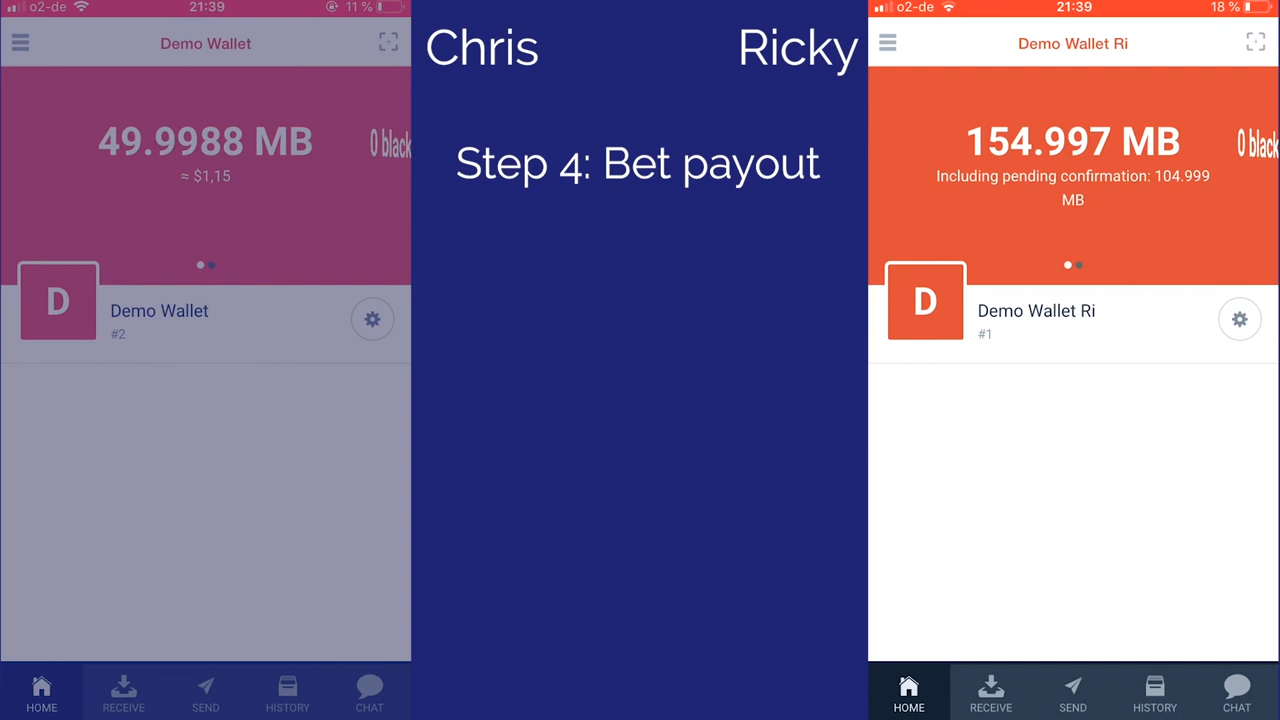 o2-de 21:39 11 %
Demo Wallet
49.9988 MB
0 black
≈ $1,15
D
Demo Wallet
#2
HOME RECEIVE SEND HISTORY CHAT
Chris Ricky
Step 4: Bet payout
o2-de 21:39 18 %
Demo Wallet Ri
154.997 MB
0 black
Including pending confirmation: 104.999
MB
D
Demo Wallet Ri
#1
HOME RECEIVE SEND HISTORY CHAT